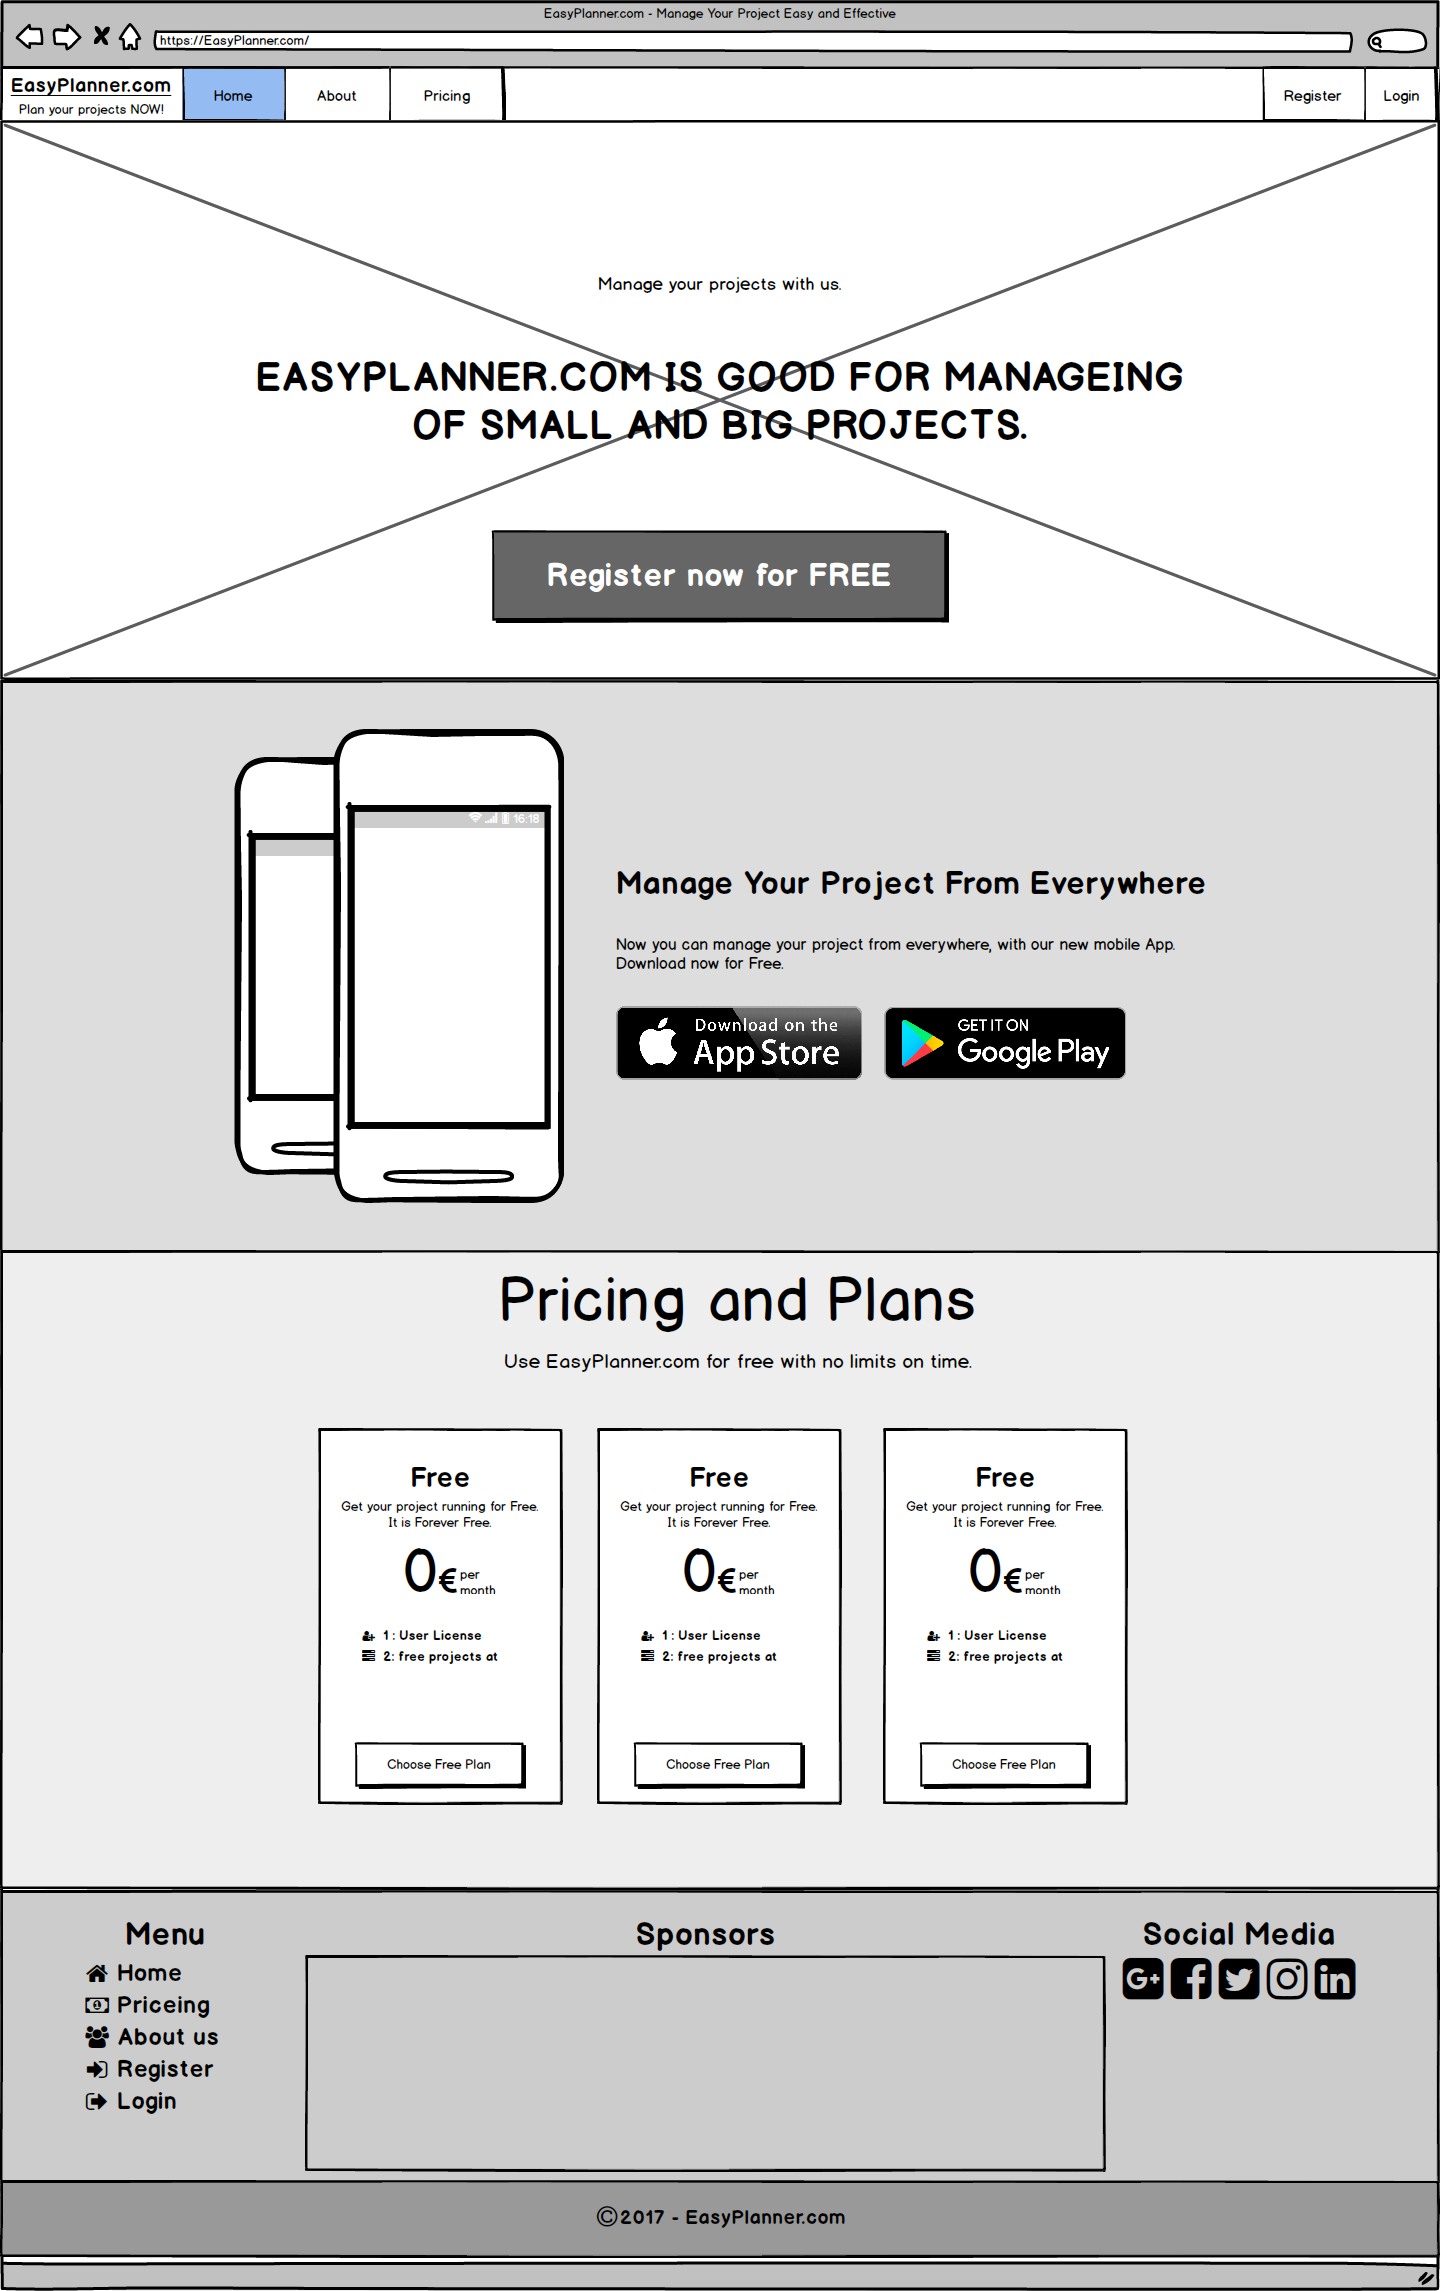 EasyPlanner.com - Manage Your Project Easy and Effective
https://EasyPlanner.com/
EasyPlanner.com
Plan your projects NOW!
Home
About
Pricing
Register
Login
Manage your projects with us.
EASYPLANNER.COM IS GOOD FOR MANAGEING
OF SMALL AND BIG PROJECTS.
Register now for FREE
16:18
Manage Your Project From Everywhere
Now you can manage your project from everywhere, with our new mobile App.
Download now for Free.
Download on the
App Store
GET IT ON
Google Play
Pricing and Plans
Use EasyPlanner.com for free with no limits on time.
Free
Get your project running for Free.
It is Forever Free.
0€ per
month
1 : User License
2: free projects at
Choose Free Plan
Free
Get your project running for Free.
It is Forever Free.
0€ per
month
1 : User License
2: free projects at
Choose Free Plan
Free
Get your project running for Free.
It is Forever Free.
0€ per
month
1 : User License
2: free projects at
Choose Free Plan
Menu
Home
Priceing
About us
Register
Login
Sponsors
Social Media
©2017 - EasyPlanner.com